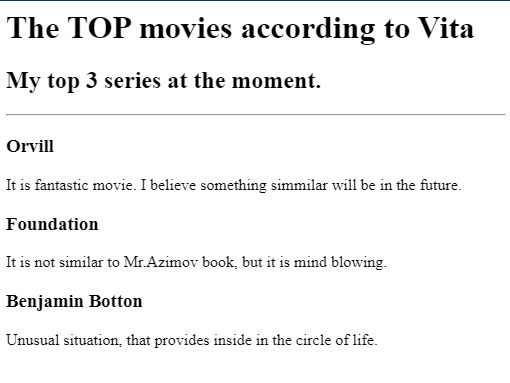 The TOP movies according to Vita
My top 3 series at the moment.
Orvill
It is fantastic movie. I believe something simmilar will be in the future.
Foundation
It is not similar to Mr.Azimov book, but it is mind blowing.
Benjamin Botton
Unusual situation, that provides inside in the circle of life.